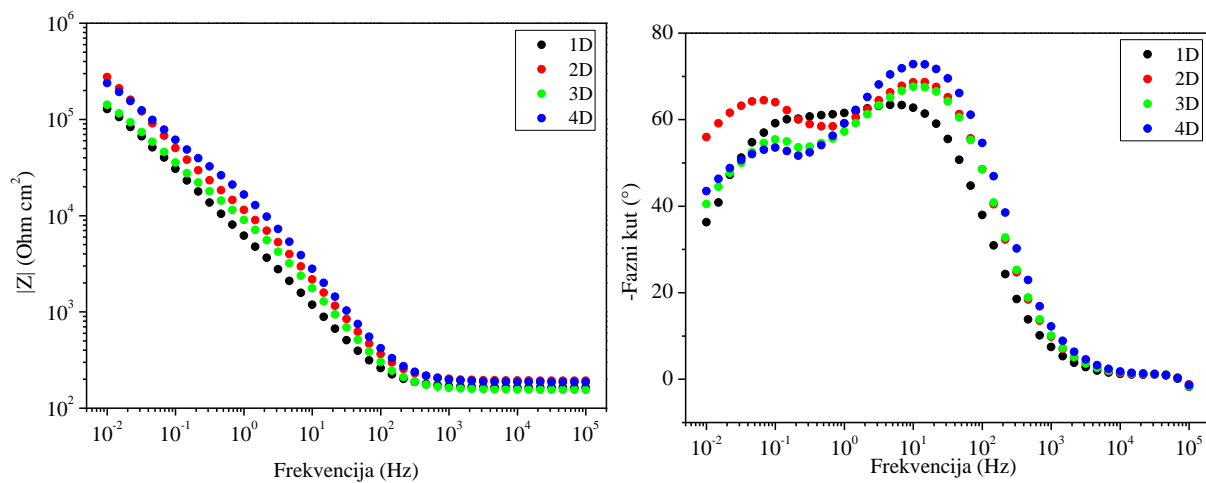 10^6
10^5
10^4
10^3
10^2
|Z| (Ohm cm^2)
1D
2D
3D
4D
10^-2 10^-1 10^0 10^1 10^2 10^3 10^4 10^5
Frekvencija (Hz)
80
60
40
20
0
-Fazni kut (°)
1D
2D
3D
4D
10^-2 10^-1 10^0 10^1 10^2 10^3 10^4 10^5
Frekvencija (Hz)